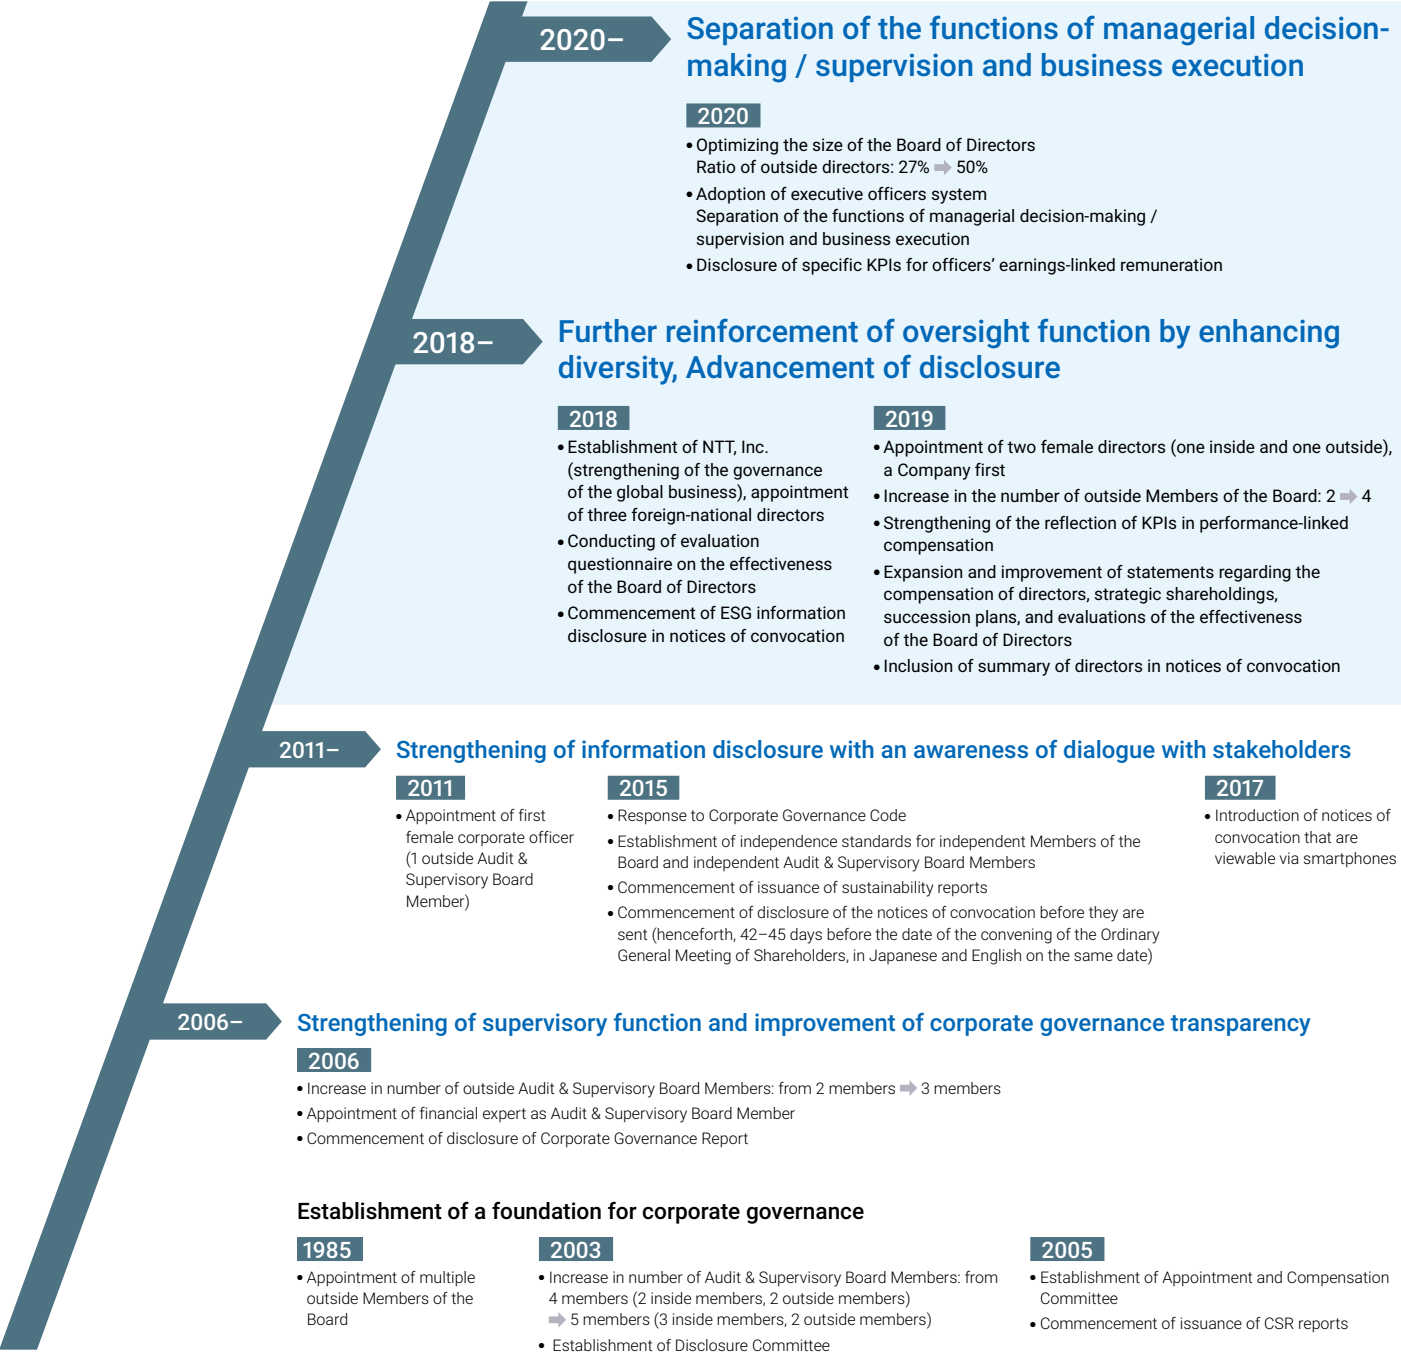 2020–
Separation of the functions of managerial decision-
making / supervision and business execution
2020
• Optimizing the size of the Board of Directors
Ratio of outside directors: 27% ➡ 50%
• Adoption of executive officers system
Separation of the functions of managerial decision-making /
supervision and business execution
• Disclosure of specific KPIs for officers’ earnings-linked remuneration
2018–
Further reinforcement of oversight function by enhancing
diversity, Advancement of disclosure
2018
• Establishment of NTT, Inc.
(strengthening of the governance
of the global business), appointment
of three foreign-national directors
• Conducting of evaluation
questionnaire on the effectiveness
of the Board of Directors
• Commencement of ESG information
disclosure in notices of convocation
2019
• Appointment of two female directors (one inside and one outside),
a Company first
• Increase in the number of outside Members of the Board: 2 ➡ 4
• Strengthening of the reflection of KPIs in performance-linked
compensation
• Expansion and improvement of statements regarding the
compensation of directors, strategic shareholdings,
succession plans, and evaluations of the effectiveness
of the Board of Directors
• Inclusion of summary of directors in notices of convocation
2011–
Strengthening of information disclosure with an awareness of dialogue with stakeholders
2011
• Appointment of first
female corporate officer
(1 outside Audit &
Supervisory Board
Member)
2015
• Response to Corporate Governance Code
• Establishment of independence standards for independent Members of the
Board and independent Audit & Supervisory Board Members
• Commencement of issuance of sustainability reports
• Commencement of disclosure of the notices of convocation before they are
sent (henceforth, 42–45 days before the date of the convening of the Ordinary
General Meeting of Shareholders, in Japanese and English on the same date)
2017
• Introduction of notices of
convocation that are
viewable via smartphones
2006–
Strengthening of supervisory function and improvement of corporate governance transparency
2006
• Increase in number of outside Audit & Supervisory Board Members: from 2 members ➡ 3 members
• Appointment of financial expert as Audit & Supervisory Board Member
• Commencement of disclosure of Corporate Governance Report
Establishment of a foundation for corporate governance
1985
• Appointment of multiple
outside Members of the
Board
2003
• Increase in number of Audit & Supervisory Board Members: from
4 members (2 inside members, 2 outside members)
➡ 5 members (3 inside members, 2 outside members)
• Establishment of Disclosure Committee
2005
• Establishment of Appointment and Compensation
Committee
• Commencement of issuance of CSR reports